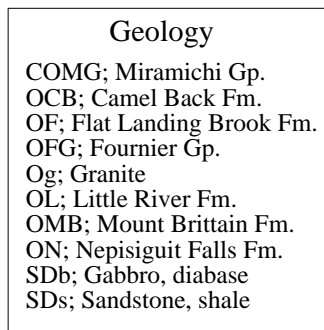 Geology
COMG; Miramichi Gp.
OCB; Camel Back Fm.
OF; Flat Landing Brook Fm.
OFG; Fournier Gp.
Og; Granite
OL; Little River Fm.
OMB; Mount Brittain Fm.
ON; Nepisiguit Falls Fm.
SDb; Gabbro, diabase
SDs; Sandstone, shale